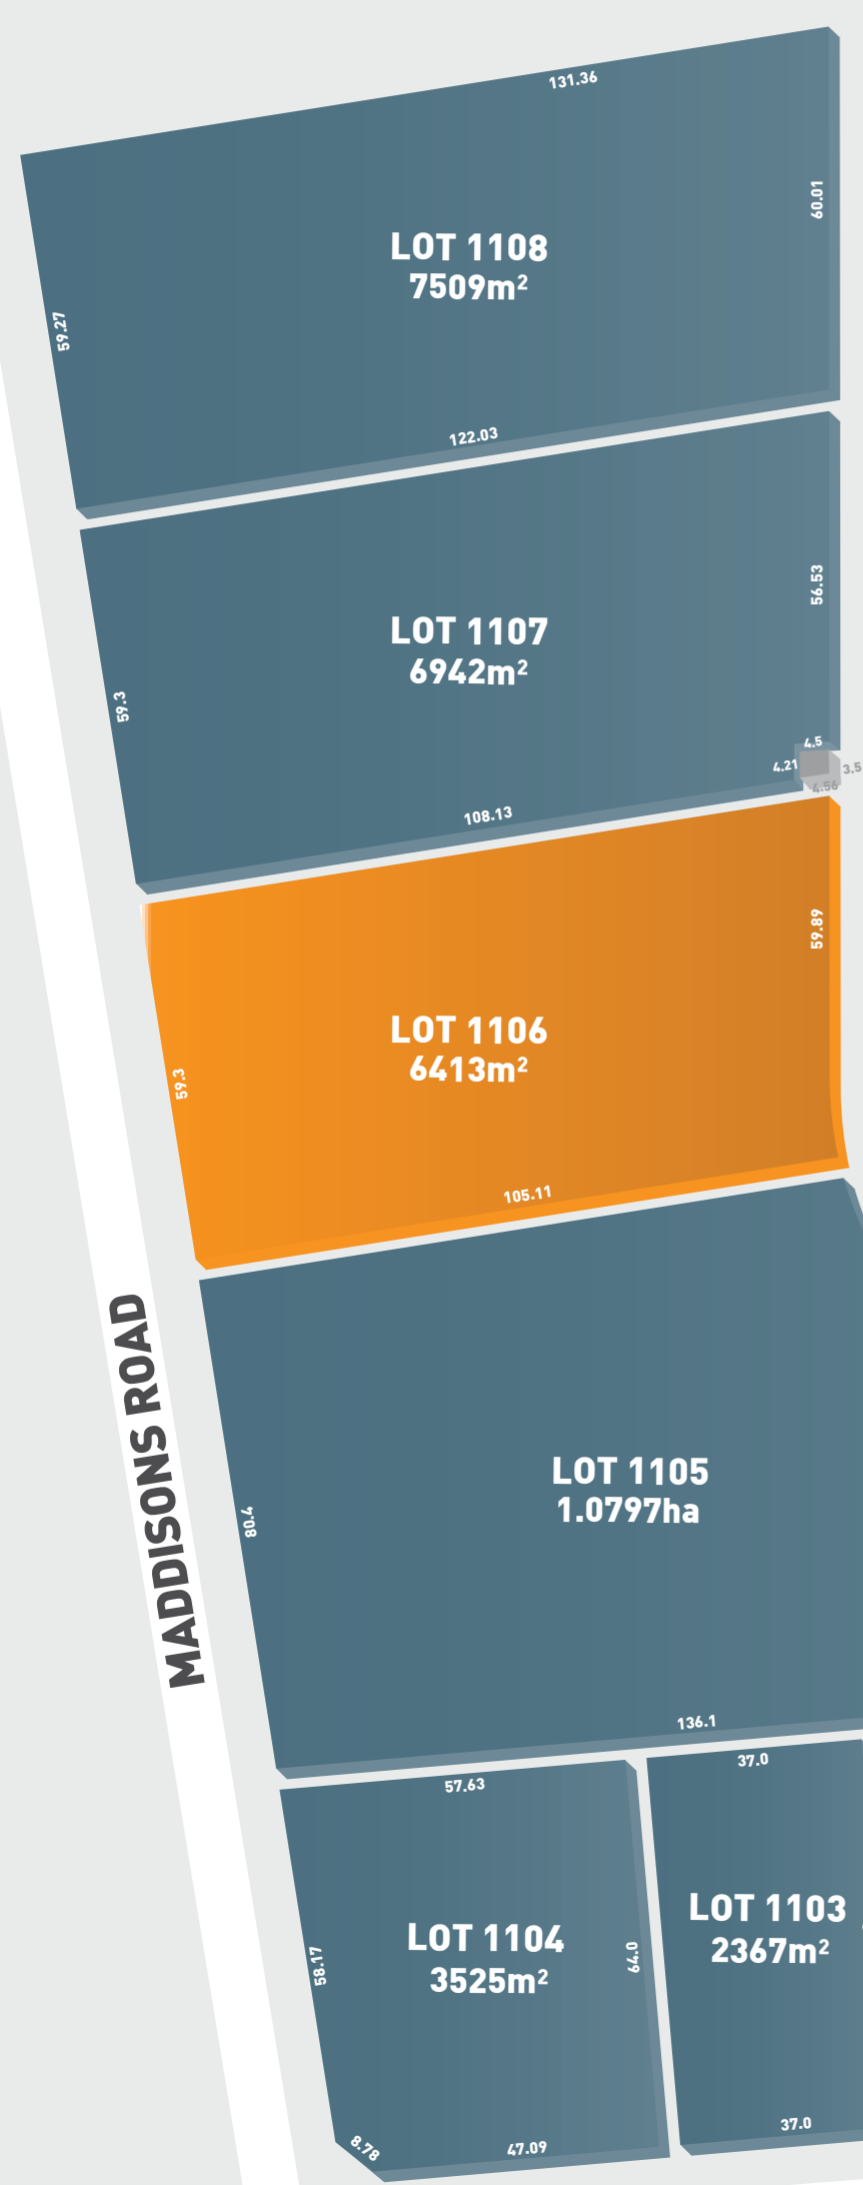 131.36
60.01
LOT 1108
7509m²
59.27
122.03
56.53
LOT 1107
6942m²
59.3
4.5
4.21
3.5
4.56
108.13
59.89
LOT 1106
6413m²
59.3
105.11
MADDISONS ROAD
LOT 1105
1.0797ha
80.4
136.1
57.63
37.0
LOT 1104
3525m²
58.17
64.0
LOT 1103
2367m²
8.78
47.09
37.0